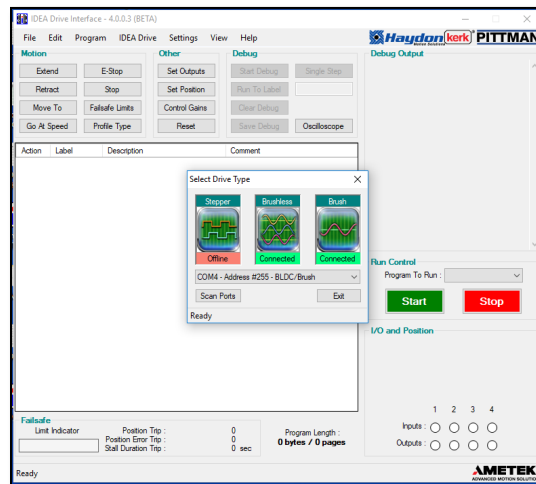 IDEA Drive Interface - 4.0.0.3 (BETA)
File Edit Program IDEA Drive Settings View Help
Haydon kerk PITTMAN
Motion Solutions
Motion Other Debug Debug Output
Extend E-Stop Set Outputs Start Debug Single Step
Retract Stop Set Position Run To Label
Move To Failsafe Limits Control Gains Clear Debug
Go At Speed Profile Type Reset Save Debug Oscilloscope
Action Label Description Comment
Select Drive Type
Stepper Brushless Brush
Offline Connected Connected
COM4 - Address #255 - BLDC/Brush
Scan Ports Exit
Ready
Run Control
Program To Run :
Start Stop
I/O and Position
1 2 3 4
Inputs :
Outputs :
Failsafe
Limit Indicator Position Trip : 0
Position Error Trip : 0
Stall Duration Trip : 0 sec
Program Length :
0 bytes / 0 pages
Ready
AMETEK
ADVANCED MOTION SOLUTIONS